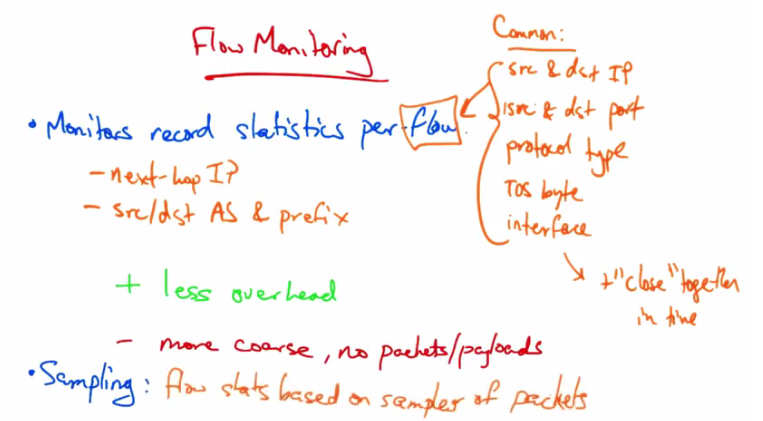 Flow Monitoring
Common:
src & dst IP
src & dst port
protocol type
TOS byte
interface
+ "close" together
in time
• Monitors record statistics per-flow.
- next-hop IP
- src/dst AS & prefix
+ less overhead
- more coarse, no packets/payloads
• Sampling: flow stats based on samples of packets